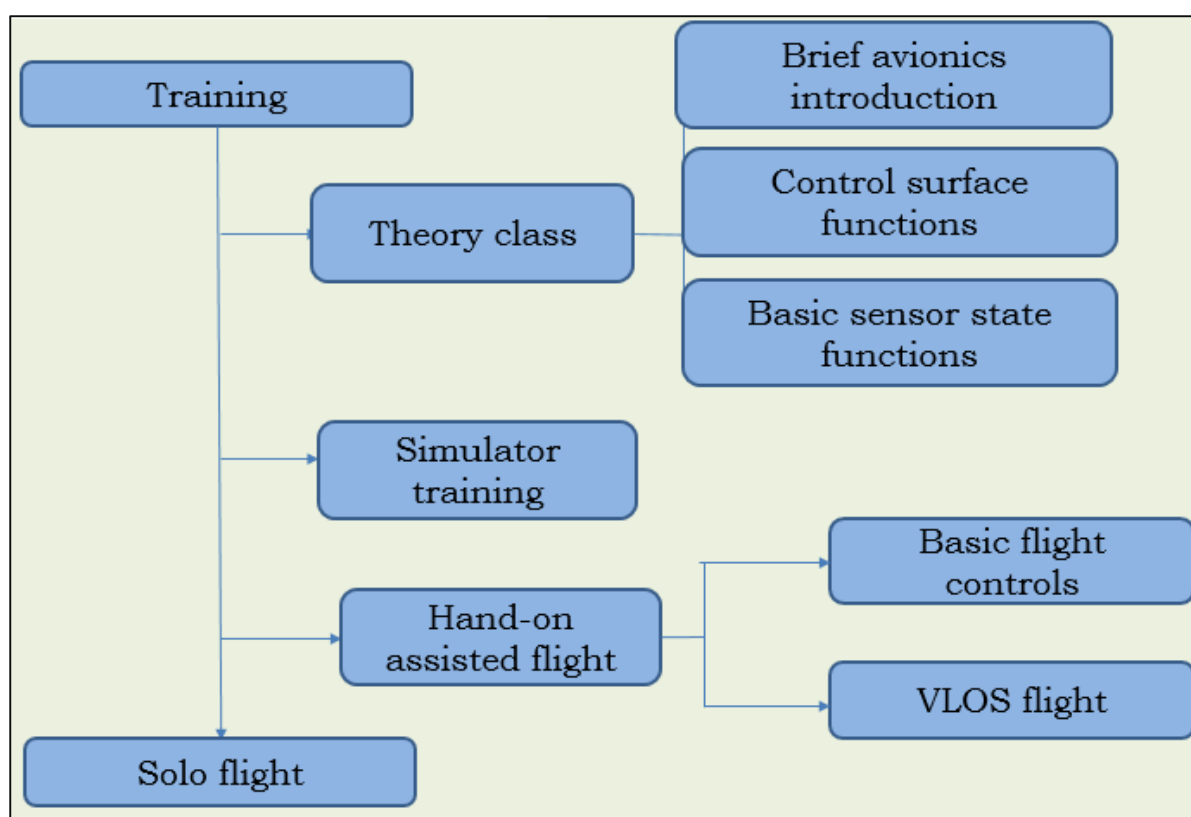 Training
Brief avionics
introduction
Control surface
functions
Theory class
Basic sensor state
functions
Simulator
training
Basic flight
controls
Hand-on
assisted flight
VLOS flight
Solo flight